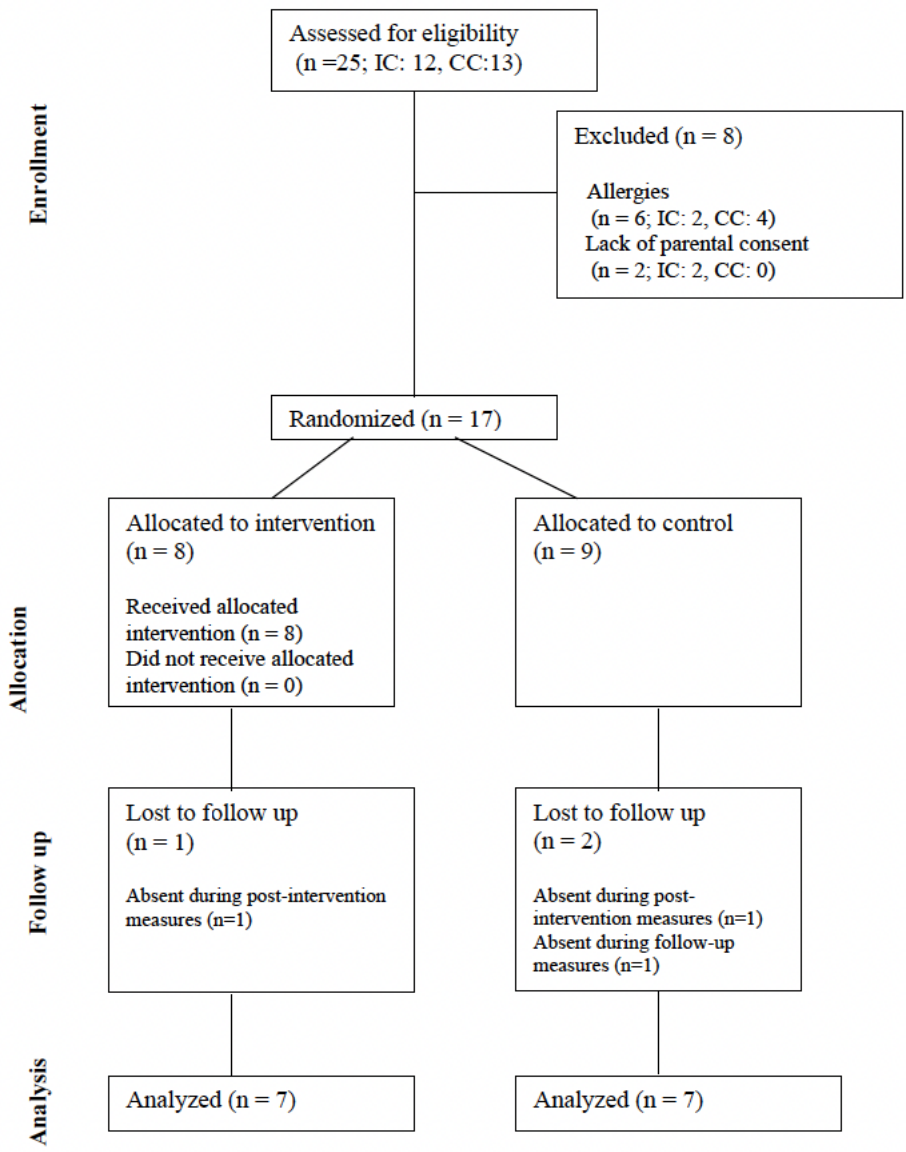 Assessed for eligibility
(n =25; IC: 12, CC:13)
Enrollment
Excluded (n = 8)
Allergies
(n = 6; IC: 2, CC: 4)
Lack of parental consent
(n = 2; IC: 2, CC: 0)
Randomized (n = 17)
Allocation
Allocated to intervention
(n = 8)
Received allocated
intervention (n = 8)
Did not receive allocated
intervention (n = 0)
Allocated to control
(n = 9)
Follow up
Lost to follow up
(n = 1)
Absent during post-intervention
measures (n=1)
Lost to follow up
(n = 2)
Absent during post-
intervention measures (n=1)
Absent during follow-up
measures (n=1)
Analysis
Analyzed (n = 7)
Analyzed (n = 7)